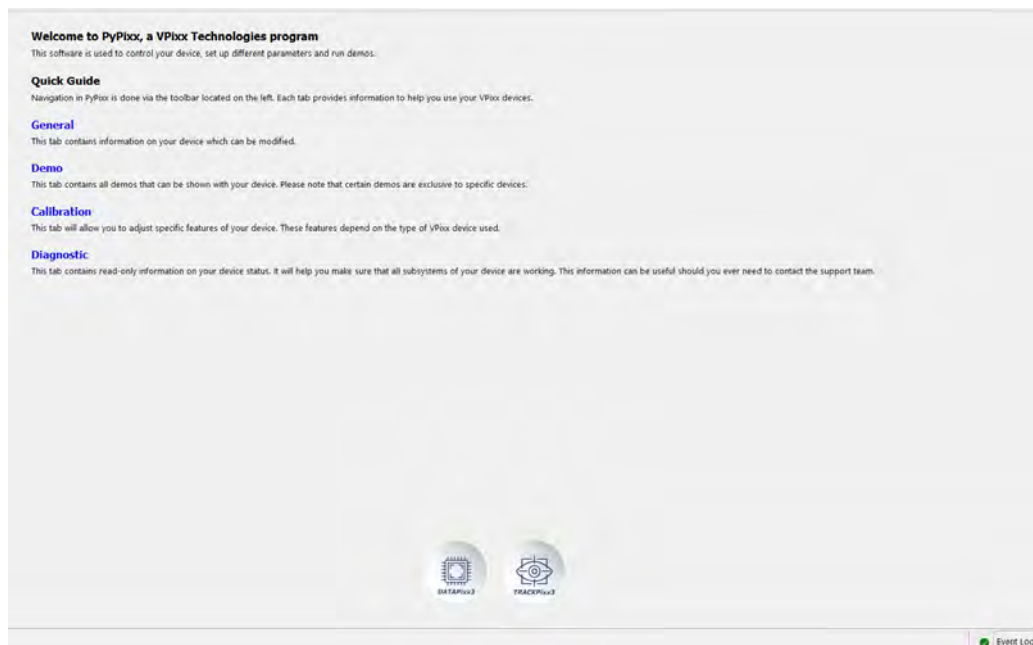 Welcome to PyPixx, a VPixx Technologies program
This software is used to control your device, set up different parameters and run demos.
Quick Guide
Navigation in PyPixx is done via the toolbar located on the left. Each tab provides information to help you use your VPixx devices.
General
This tab contains information on your device which can be modified.
Demo
This tab contains all demos that can be shown with your device. Please note that certain demos are exclusive to specific devices.
Calibration
This tab will allow you to adjust specific features of your device. These features depend on the type of VPixx device used.
Diagnostic
This tab contains read-only information on your device status. It will help you make sure that all subsystems of your device are working. This information can be useful should you ever need to contact the support team.
DATAPixx3 TRACKPixx3
Event Loo